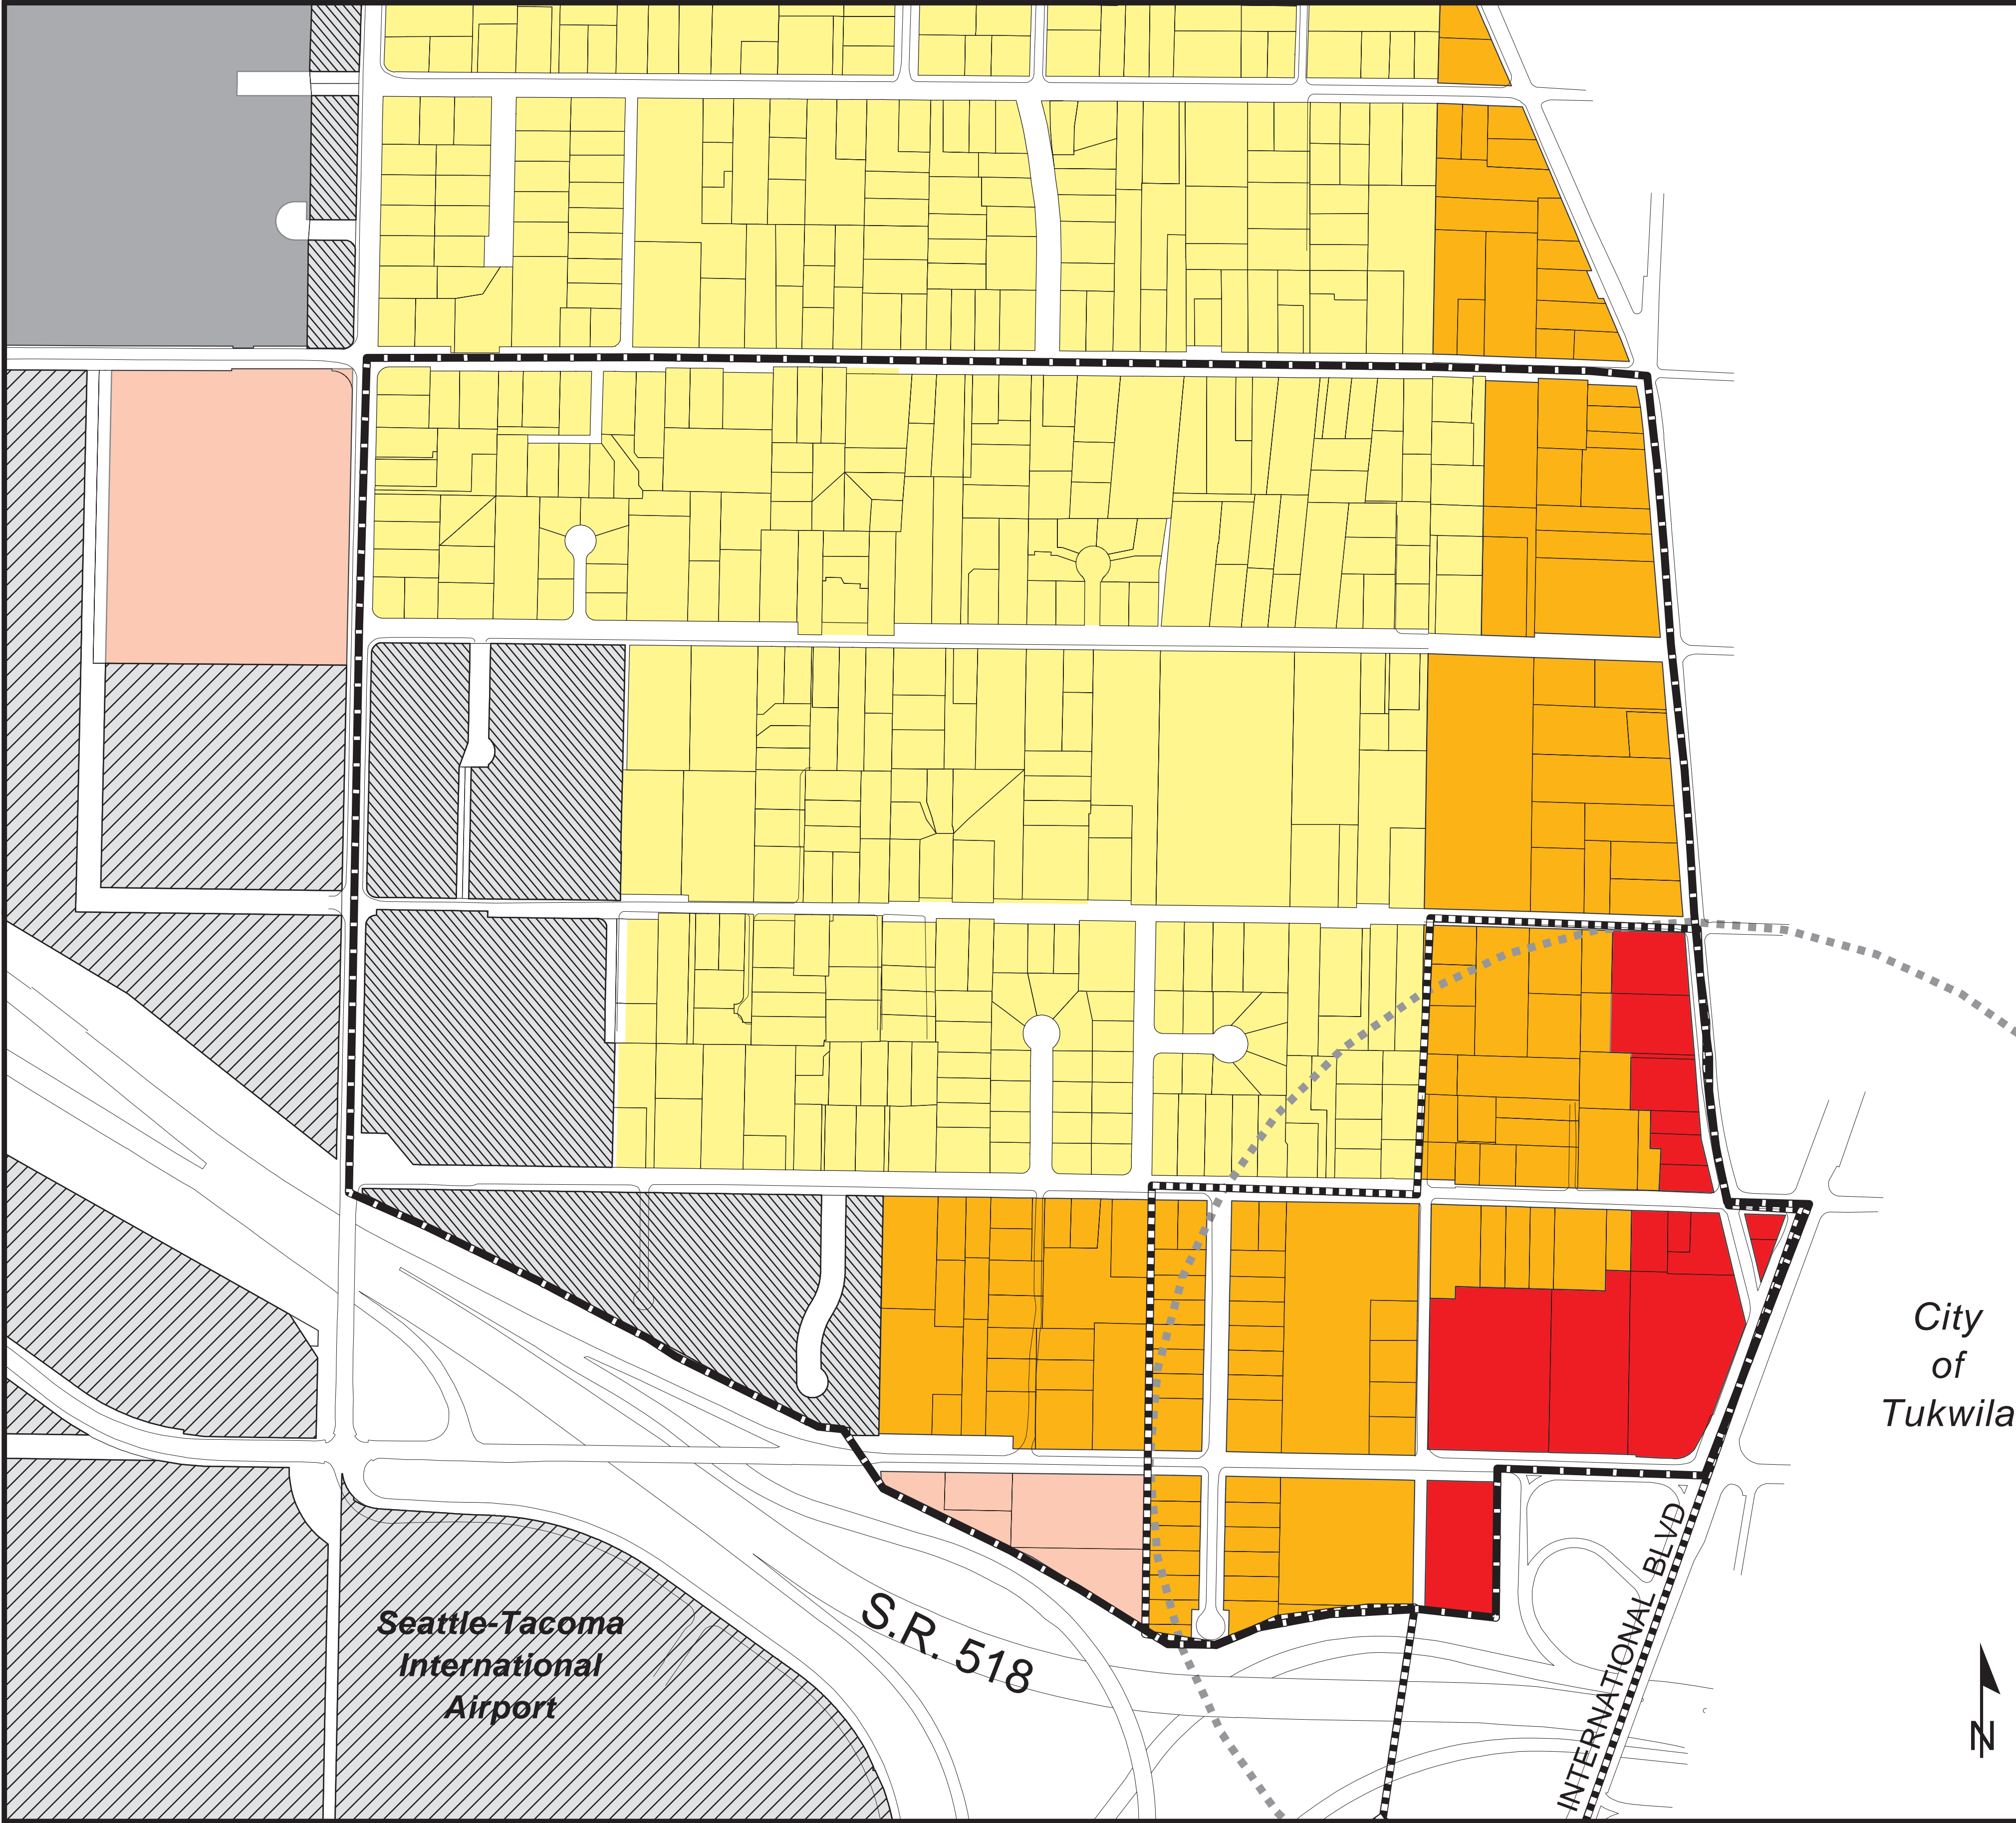 City
of
Tukwila
INTERNATIONAL BLVD
S.R. 518
Seattle-Tacoma
International
Airport
N